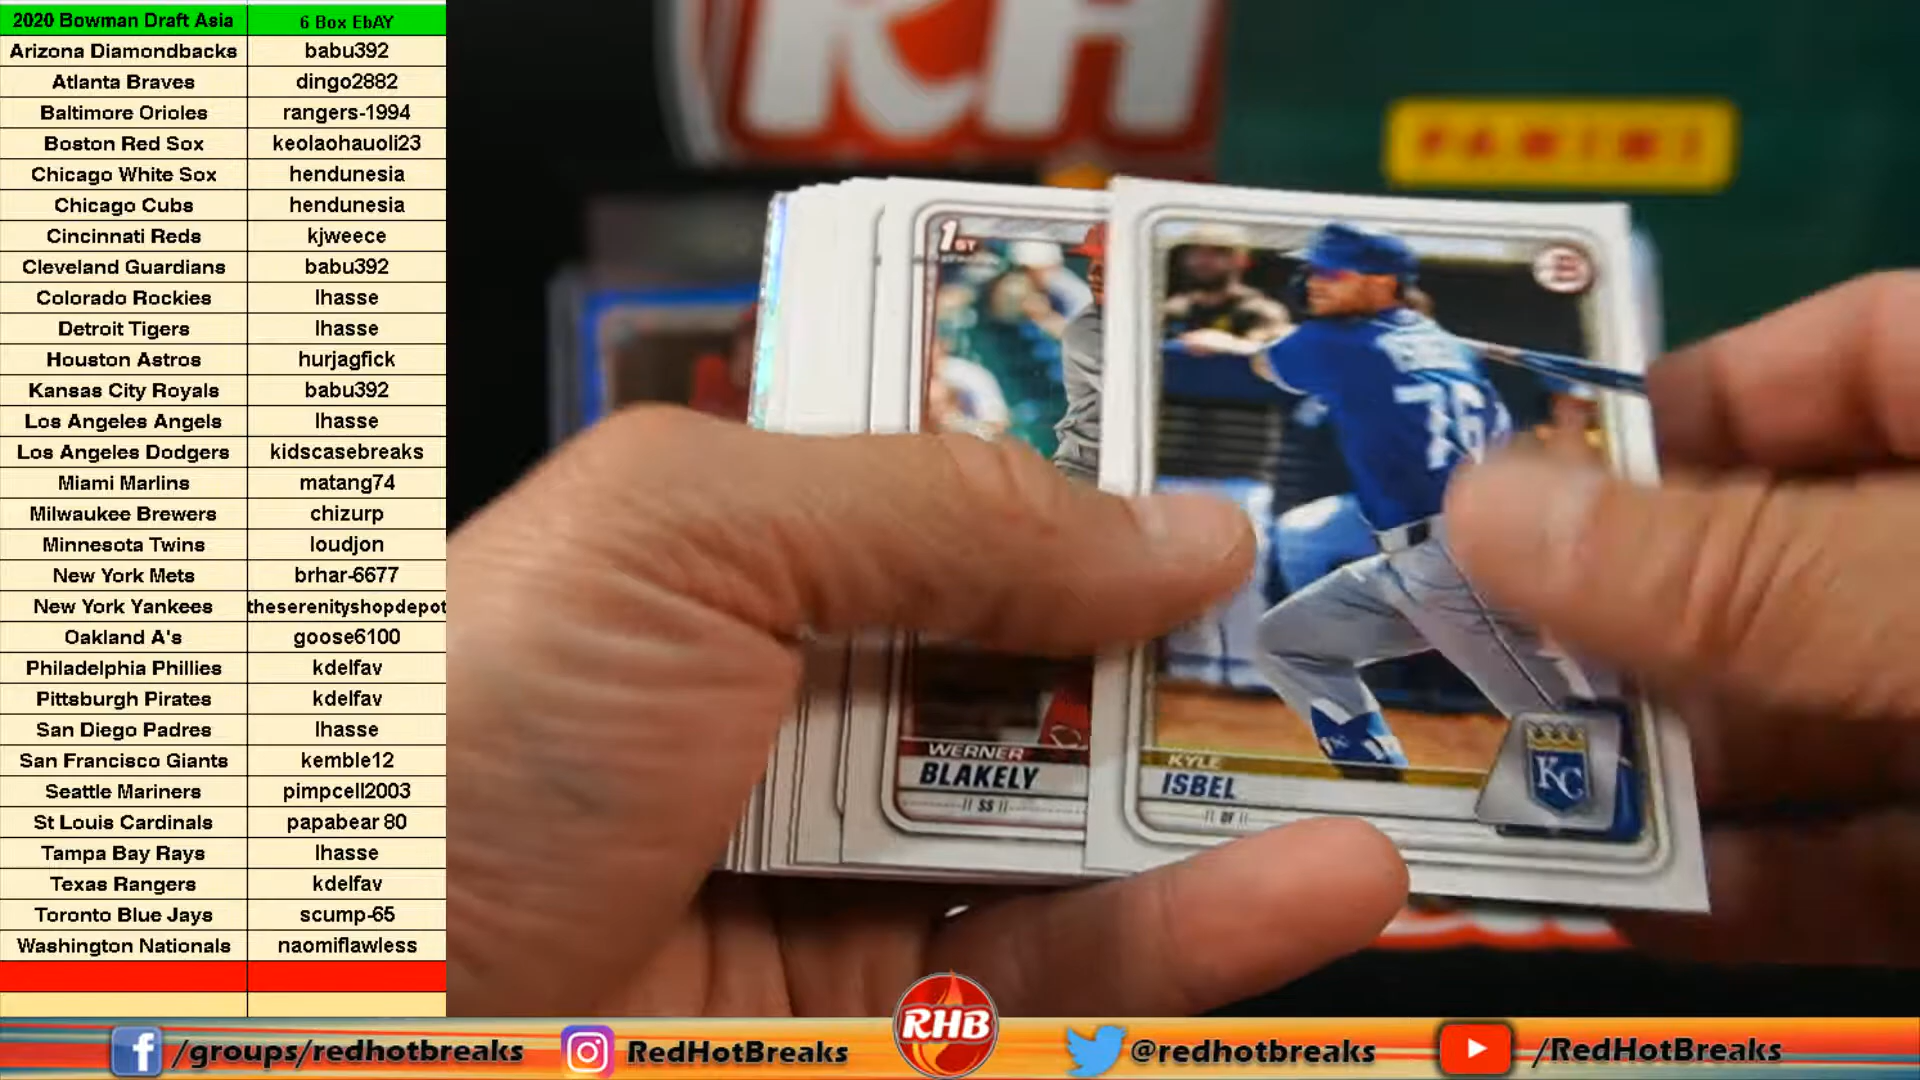 2020 Bowman Draft Asia 6 Box EbAY
Arizona Diamondbacks babu392
Atlanta Braves dingo2882
Baltimore Orioles rangers-1994
Boston Red Sox keolaohauoli23
Chicago White Sox hendunesia
Chicago Cubs hendunesia
Cincinnati Reds kjweece
Cleveland Guardians babu392
Colorado Rockies lhasse
Detroit Tigers lhasse
Houston Astros hurjagfick
Kansas City Royals babu392
Los Angeles Angels lhasse
Los Angeles Dodgers kidscasebreaks
Miami Marlins matang74
Milwaukee Brewers chizurp
Minnesota Twins loudjon
New York Mets brhar-6677
New York Yankees theserenityshopdepot
Oakland A's goose6100
Philadelphia Phillies kdelfav
Pittsburgh Pirates kdelfav
San Diego Padres lhasse
San Francisco Giants kemble12
Seattle Mariners pimpcell2003
St Louis Cardinals papabear 80
Tampa Bay Rays lhasse
Texas Rangers kdelfav
Toronto Blue Jays scump-65
Washington Nationals naomiflawless
RH
PANINI
1ST
WERNER
BLAKELY
SS
76
KYLE
ISBEL
OF
KC
/groups/redhotbreaks
RedHotBreaks
RHB
@redhotbreaks
/RedHotBreaks